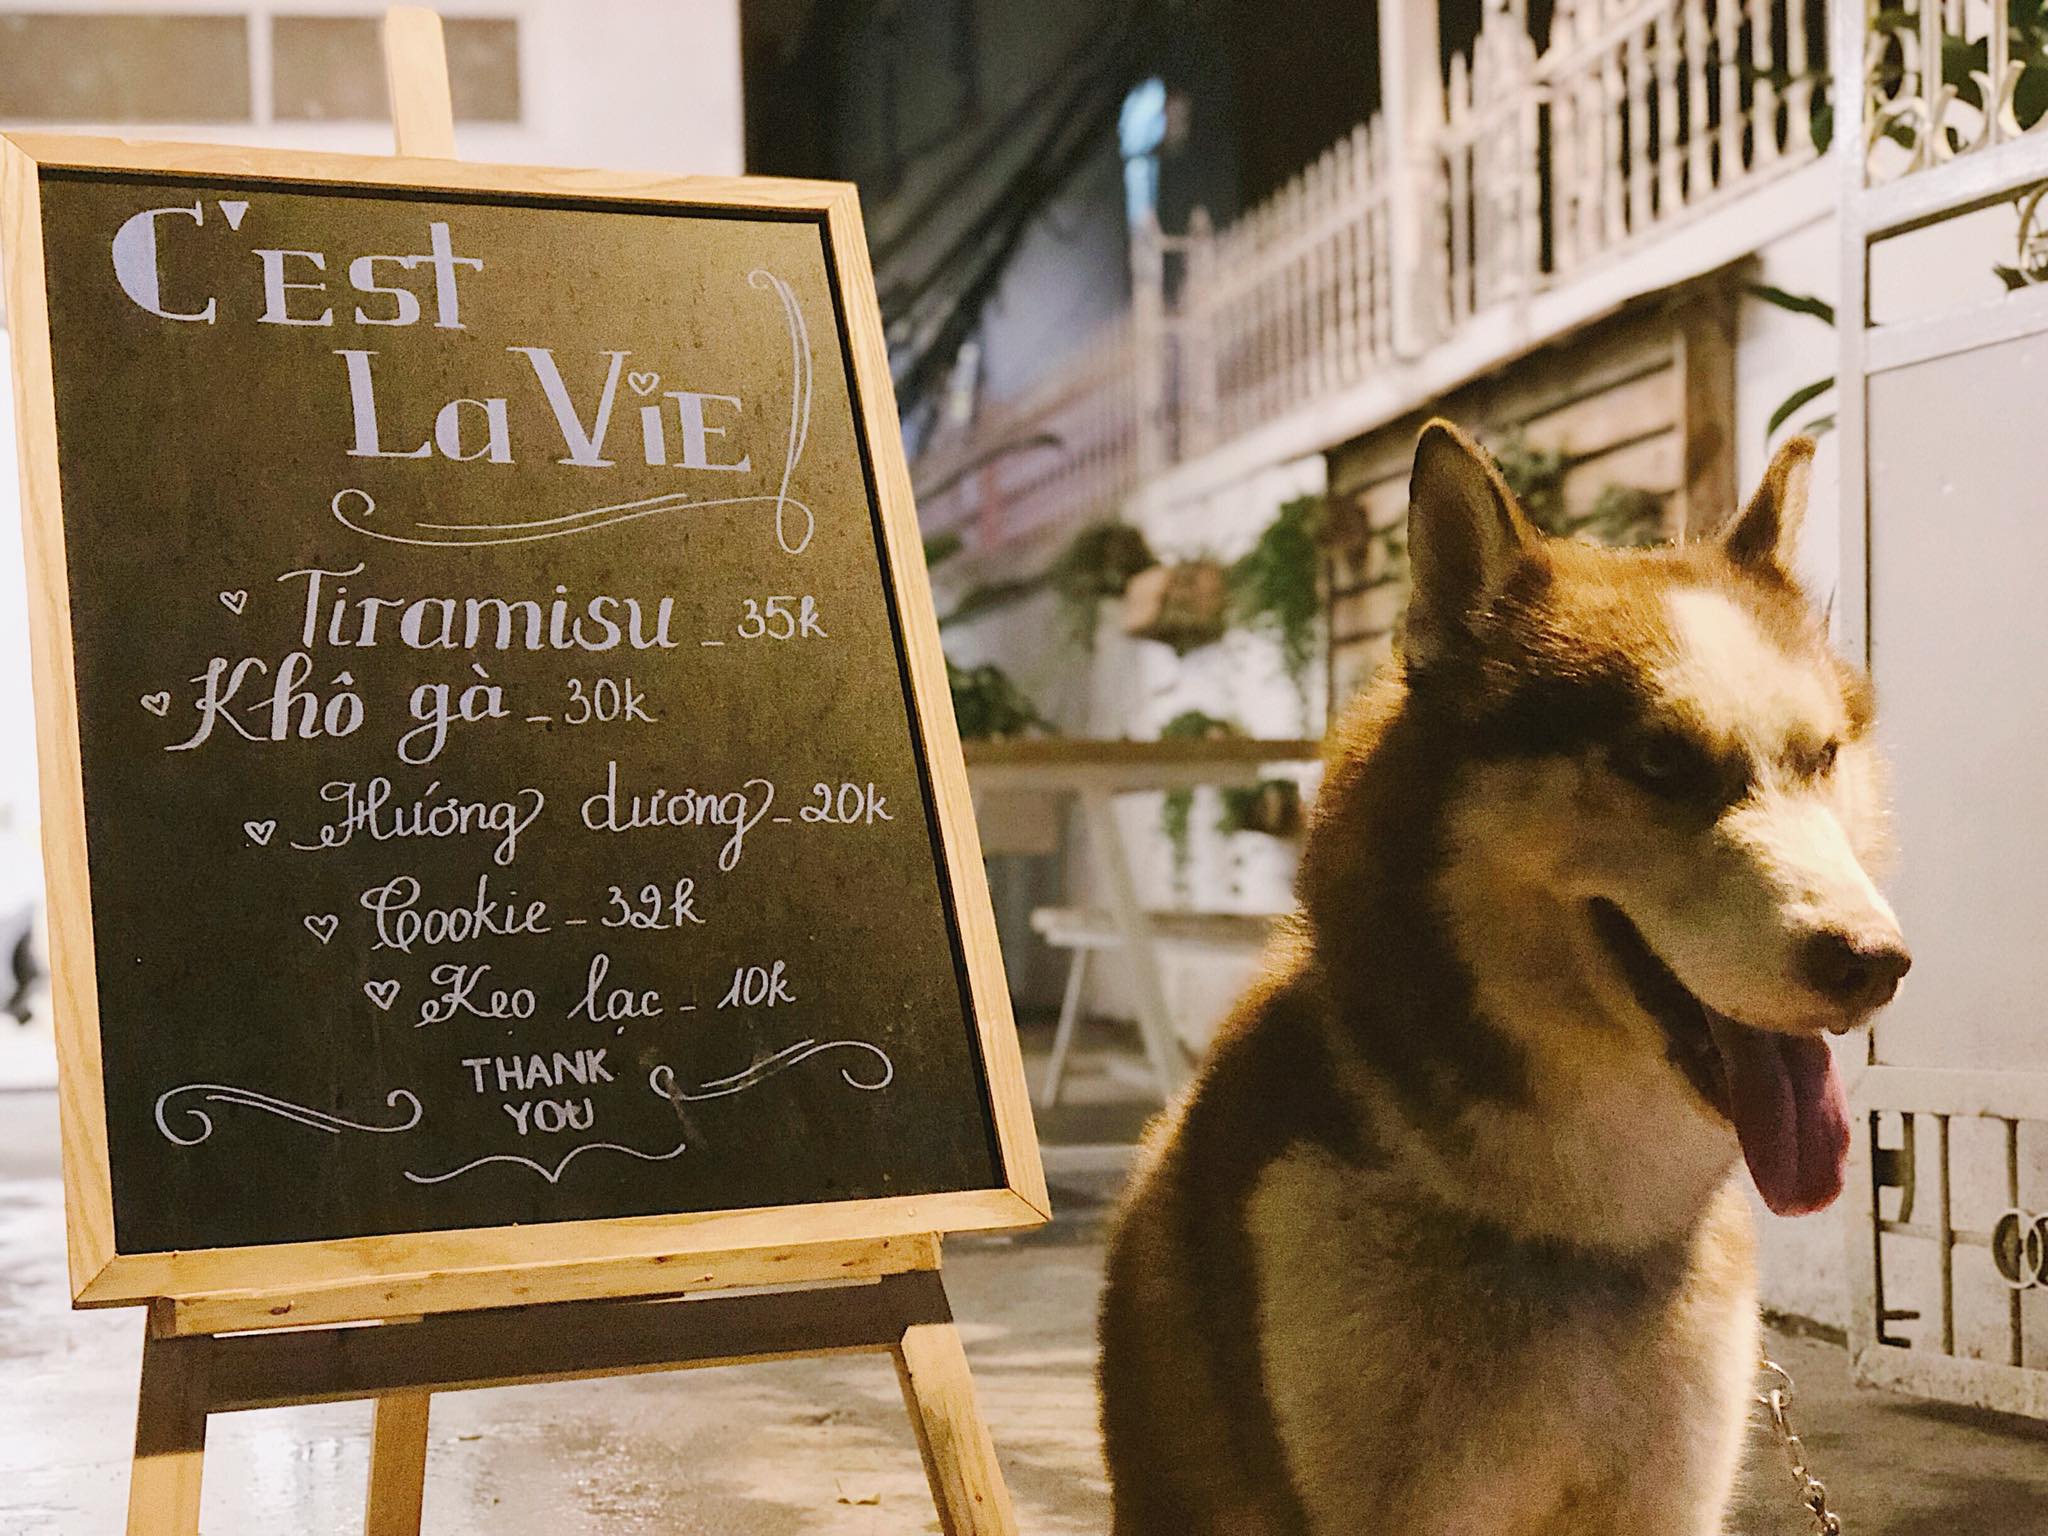 C'EST
La ViE
Tiramisu _ 35k
Khô gà _ 30k
Hướng dương _ 20k
Cookie _ 32k
Kẹo lạc _ 10k
THANK
YOU